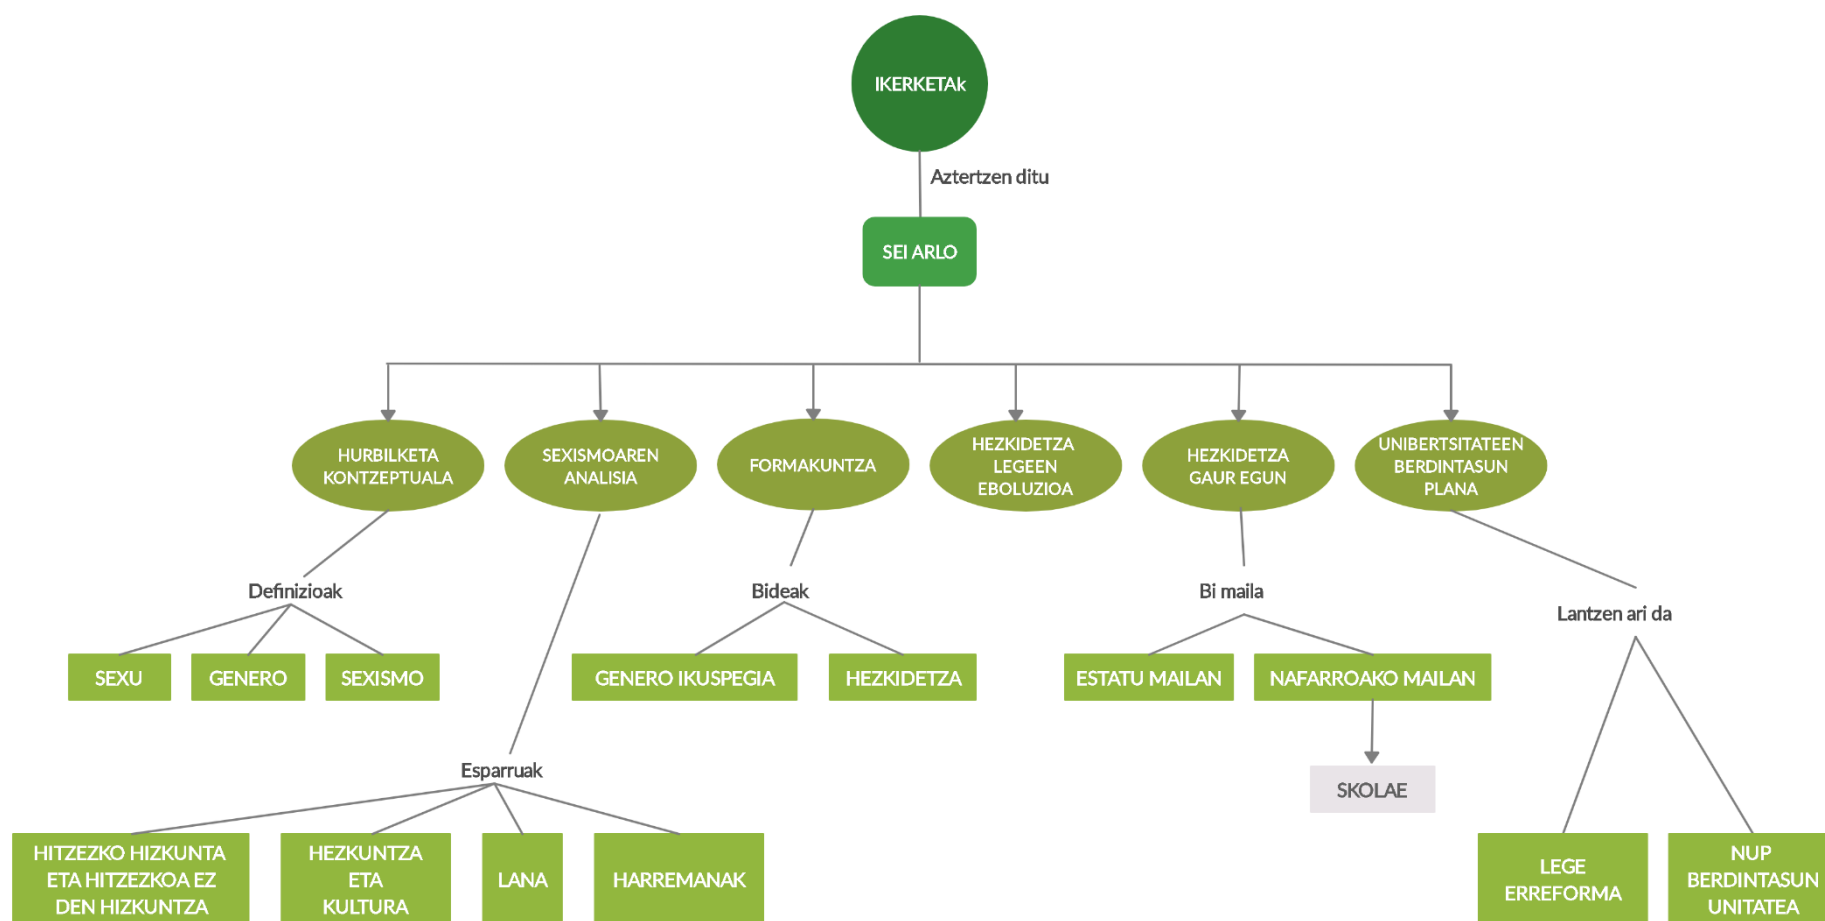 IKERKETAk
Aztertzen ditu
SEI ARLO
HURBILKETA
KONTZEPTUALA
SEXISMOAREN
ANALISIA
FORMAKUNTZA
HEZKIDETZA
LEGEEN
EBOLUZIOA
HEZKIDETZA
GAUR EGUN
UNIBERTSITATEEN
BERDINTASUN
PLANA
Definizioak
Bideak
Bi maila
Lantzen ari da
SEXU
GENERO
SEXISMO
GENERO IKUSPEGIA
HEZKIDETZA
ESTATU MAILAN
NAFARROAKO MAILAN
Esparruak
SKOLAE
HITZEZKO HIZKUNTA
ETA HITZEZKOA EZ
DEN HIZKUNTZA
HEZKUNTZA
ETA
KULTURA
LANA
HARREMANAK
LEGE
ERREFORMA
NUP
BERDINTASUN
UNITATEA